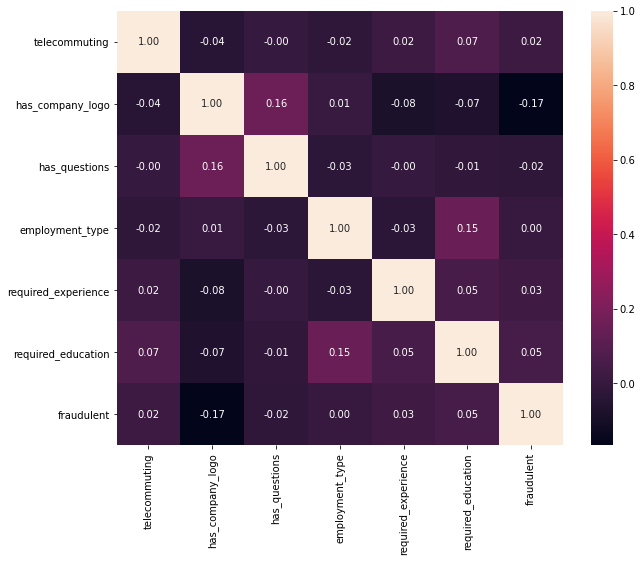 telecommuting 1.00 -0.04 -0.00 -0.02 0.02 0.07 0.02
has_company_logo -0.04 1.00 0.16 0.01 -0.08 -0.07 -0.17
has_questions -0.00 0.16 1.00 -0.03 -0.00 -0.01 -0.02
employment_type -0.02 0.01 -0.03 1.00 -0.03 0.15 0.00
required_experience 0.02 -0.08 -0.00 -0.03 1.00 0.05 0.03
required_education 0.07 -0.07 -0.01 0.15 0.05 1.00 0.05
fraudulent 0.02 -0.17 -0.02 0.00 0.03 0.05 1.00
telecommuting
has_company_logo
has_questions
employment_type
required_experience
required_education
fraudulent
1.0
0.8
0.6
0.4
0.2
0.0